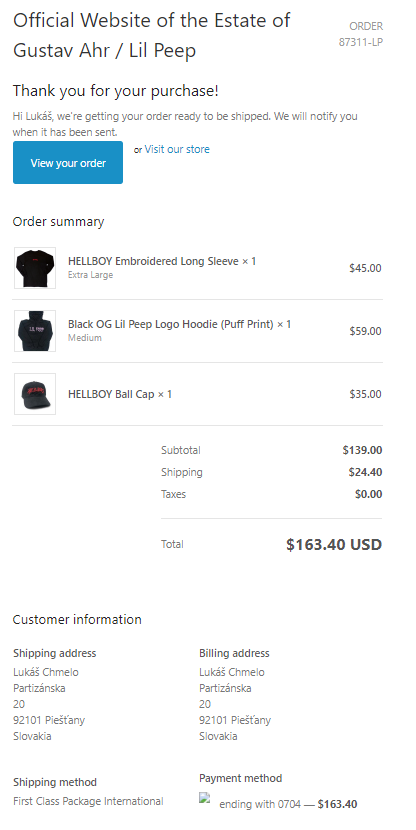 Official Website of the Estate of
Gustav Ahr / Lil Peep
ORDER
87311-LP
Thank you for your purchase!
Hi Lukáš, we're getting your order ready to be shipped. We will notify you
when it has been sent.
View your order
or Visit our store
Order summary
HELLBOY Embroidered Long Sleeve × 1
Extra Large
$45.00
LIL PEEP
Black OG Lil Peep Logo Hoodie (Puff Print) × 1
Medium
$59.00
HELLBOY Ball Cap × 1
$35.00
Subtotal $139.00
Shipping $24.40
Taxes $0.00
Total $163.40 USD
Customer information
Shipping address
Lukáš Chmelo
Partizánska
20
92101 Piešťany
Slovakia
Billing address
Lukáš Chmelo
Partizánska
20
92101 Piešťany
Slovakia
Shipping method
First Class Package International
Payment method
ending with 0704 — $163.40